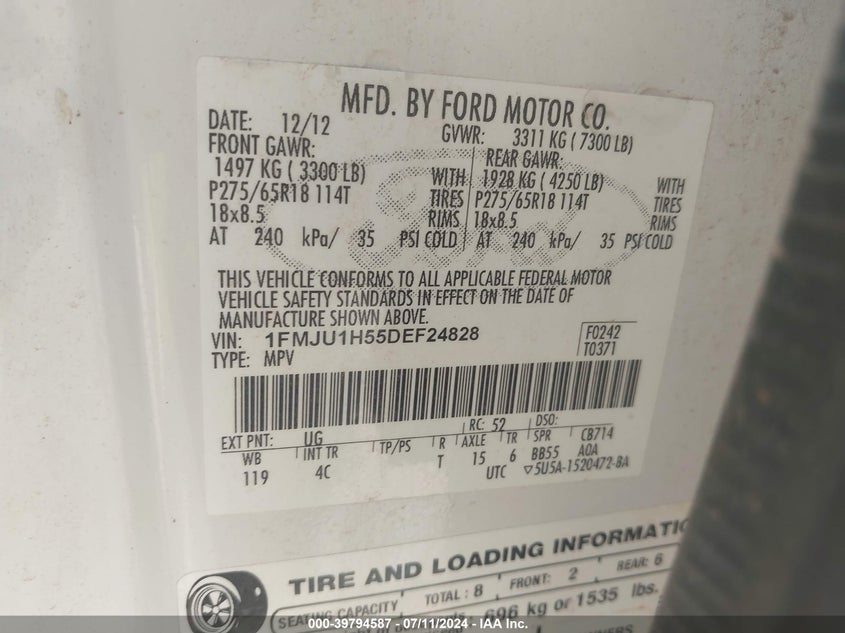 MFD. BY FORD MOTOR CO.
DATE: 12/12 GVWR: 3311 KG ( 7300 LB)
FRONT GAWR: REAR GAWR:
1497 KG ( 3300 LB) WITH 1928 KG ( 4250 LB) WITH
P275/65R18 114T TIRES P275/65R18 114T TIRES
18x8.5 RIMS 18x8.5 RIMS
AT 240 kPa/ 35 PSI COLD AT 240 kPa/ 35 PSI COLD
THIS VEHICLE CONFORMS TO ALL APPLICABLE FEDERAL MOTOR
VEHICLE SAFETY STANDARDS IN EFFECT ON THE DATE OF
MANUFACTURE SHOWN ABOVE.
VIN: 1FMJU1H55DEF24828 F0242
TYPE: MPV T0371
RC: 52 DSO:
EXT PNT: UG TP/PS R AXLE TR SPR CB714
WB INT TR T 15 6 BB55 AOA
119 4C UTC ▽5U5A-1520472-BA
TIRE AND LOADING INFORMATIO
SEATING CAPACITY TOTAL: 8 FRONT: 2 REAR: 6
696 kg or 1535 lbs.
000-39794587 - 07/11/2024 - IAA Inc.